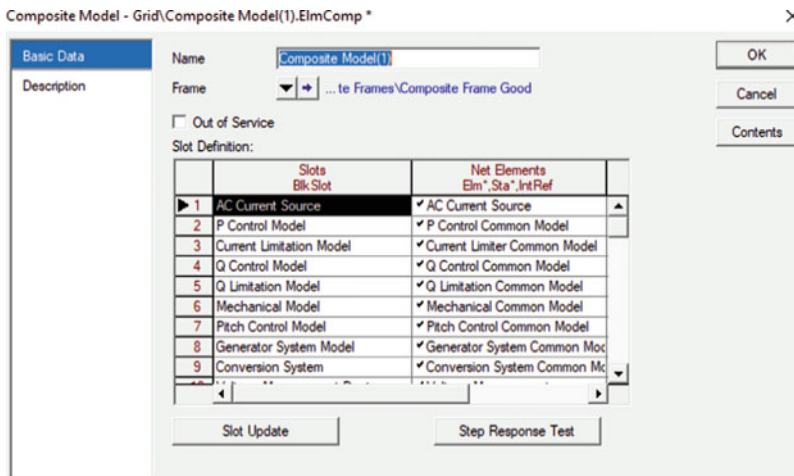 Composite Model - Grid\Composite Model(1).ElmComp *
Basic Data
Description
Name
Composite Model(1)
Frame
... te Frames\Composite Frame Good
Out of Service
Slot Definition:
Slots
BlkSlot
Net Elements
Elm*,Sta*,IntRef
1 AC Current Source AC Current Source
2 P Control Model P Control Common Model
3 Current Limitation Model Current Limiter Common Model
4 Q Control Model Q Control Common Model
5 Q Limitation Model Q Limitation Common Model
6 Mechanical Model Mechanical Common Model
7 Pitch Control Model Pitch Control Common Model
8 Generator System Model Generator System Common Mod
9 Conversion System Conversion System Common Mo
Slot Update
Step Response Test
OK
Cancel
Contents